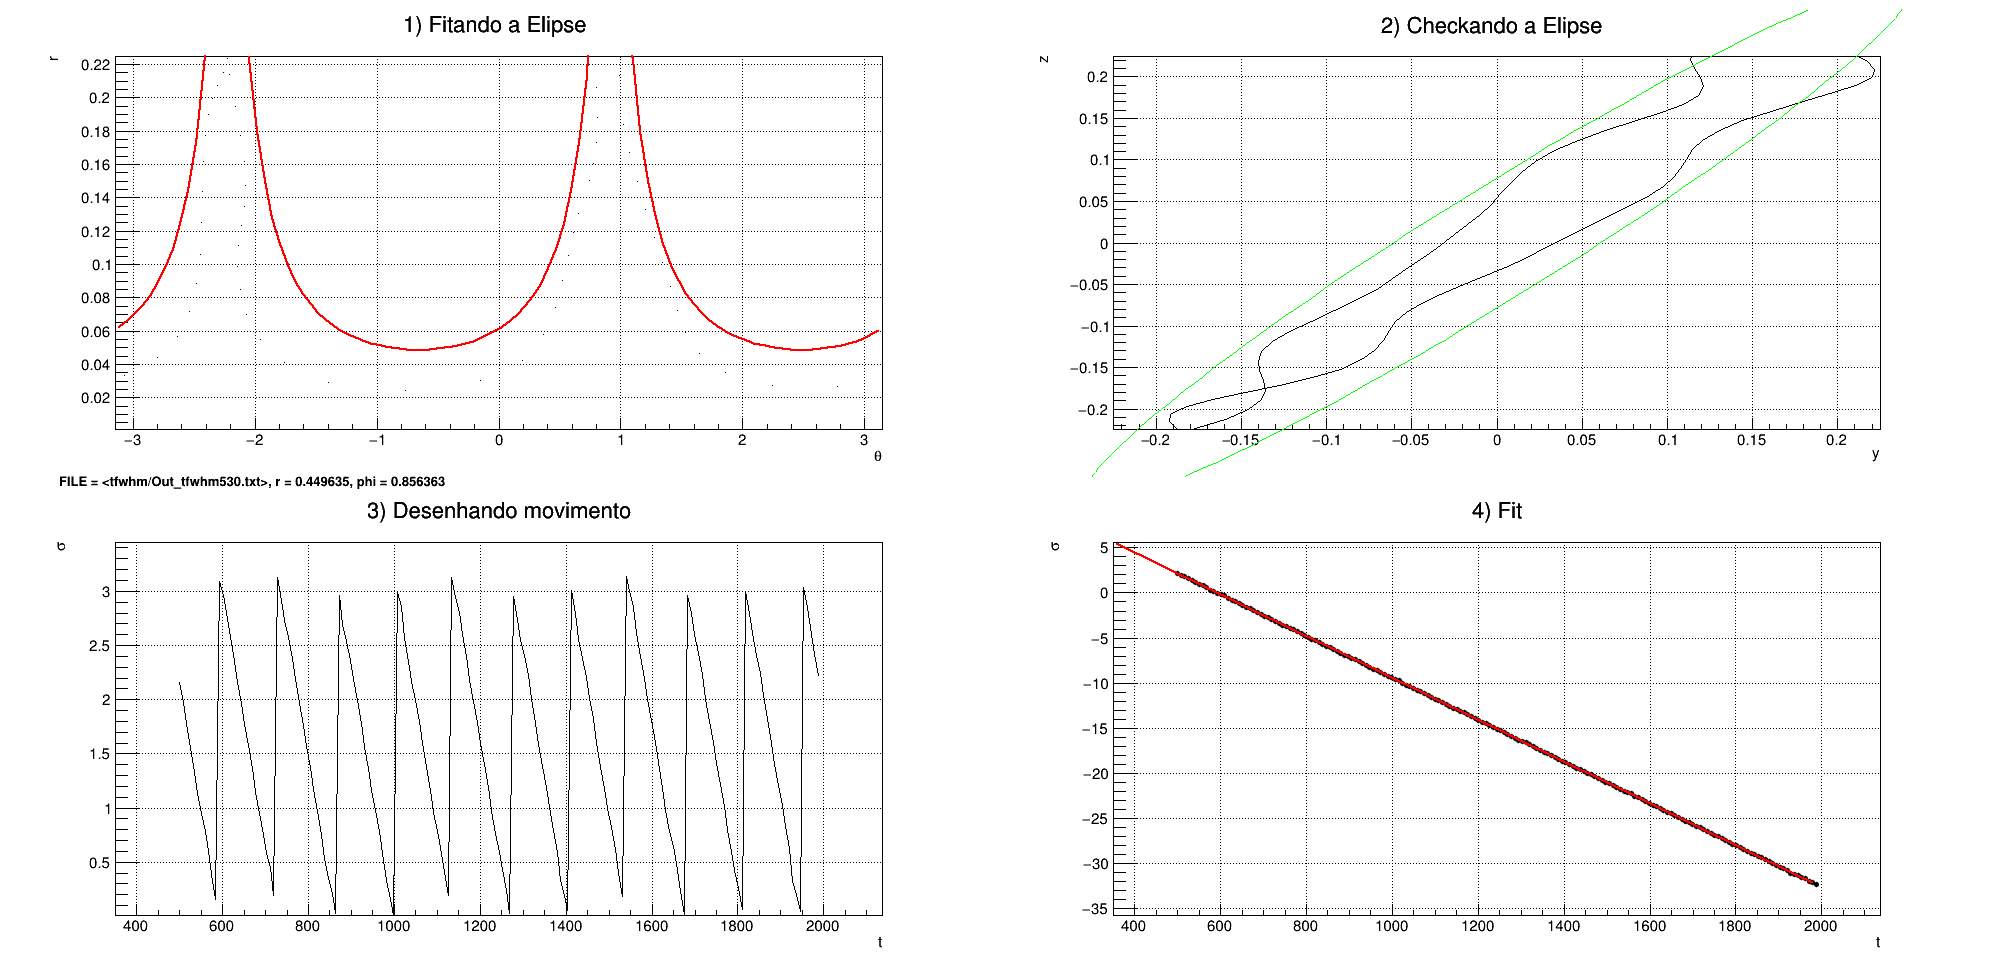 1) Fitando a Elipse
r
0.22
0.2
0.18
0.16
0.14
0.12
0.1
0.08
0.06
0.04
0.02
−3 −2 −1 0 1 2 3
θ
2) Checkando a Elipse
z
0.2
0.15
0.1
0.05
0
−0.05
−0.1
−0.15
−0.2
−0.2 −0.15 −0.1 −0.05 0 0.05 0.1 0.15 0.2
y
FILE = <tfwhm/Out_tfwhm530.txt>, r = 0.449635, phi = 0.856363
3) Desenhando movimento
σ
3
2.5
2
1.5
1
0.5
400 600 800 1000 1200 1400 1600 1800 2000
t
4) Fit
σ
5
0
−5
−10
−15
−20
−25
−30
−35
400 600 800 1000 1200 1400 1600 1800 2000
t